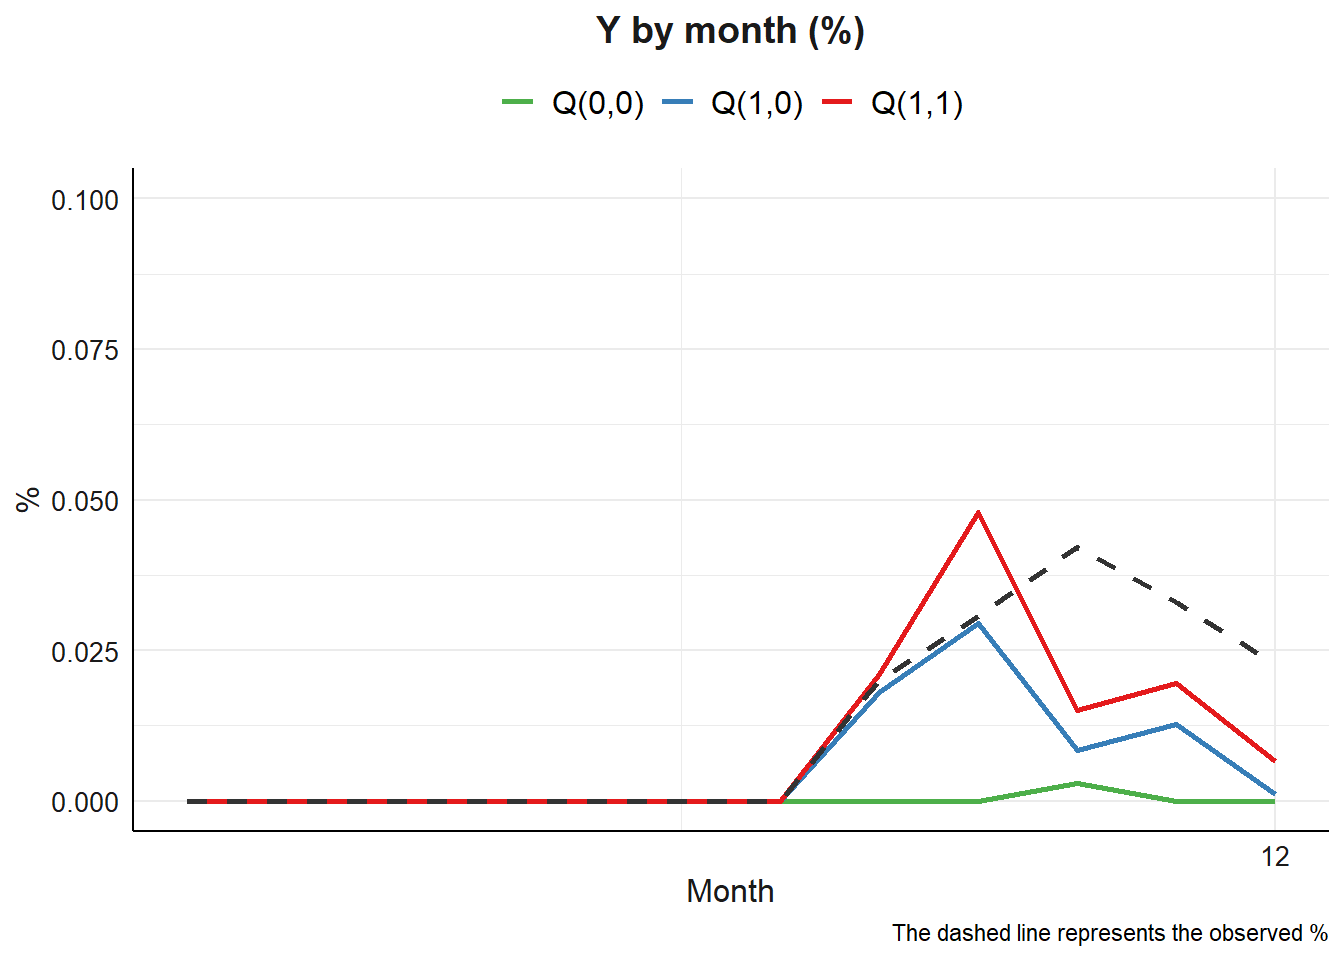 Y by month (%)
Q(0,0) Q(1,0) Q(1,1)
0.100
0.075
0.050
0.025
0.000
%
12
Month
The dashed line represents the observed %